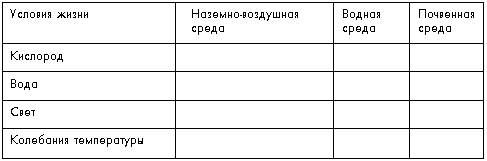 Условия жизни Наземно-воздушная среда Водная среда Почвенная среда
Кислород
Вода
Свет
Колебания температуры